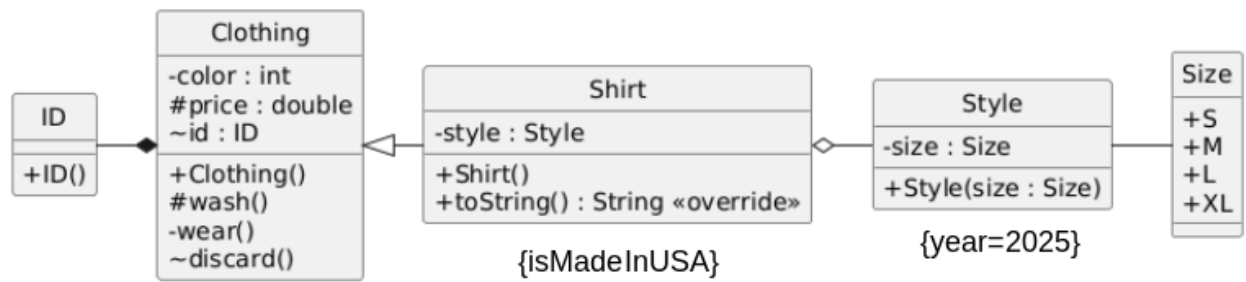 ID
+ID()
Clothing
-color : int
#price : double
~id : ID
+Clothing()
#wash()
-wear()
~discard()
Shirt
-style : Style
+Shirt()
+toString() : String «override»
{isMadeInUSA}
Style
-size : Size
+Style(size : Size)
{year=2025}
Size
+S
+M
+L
+XL